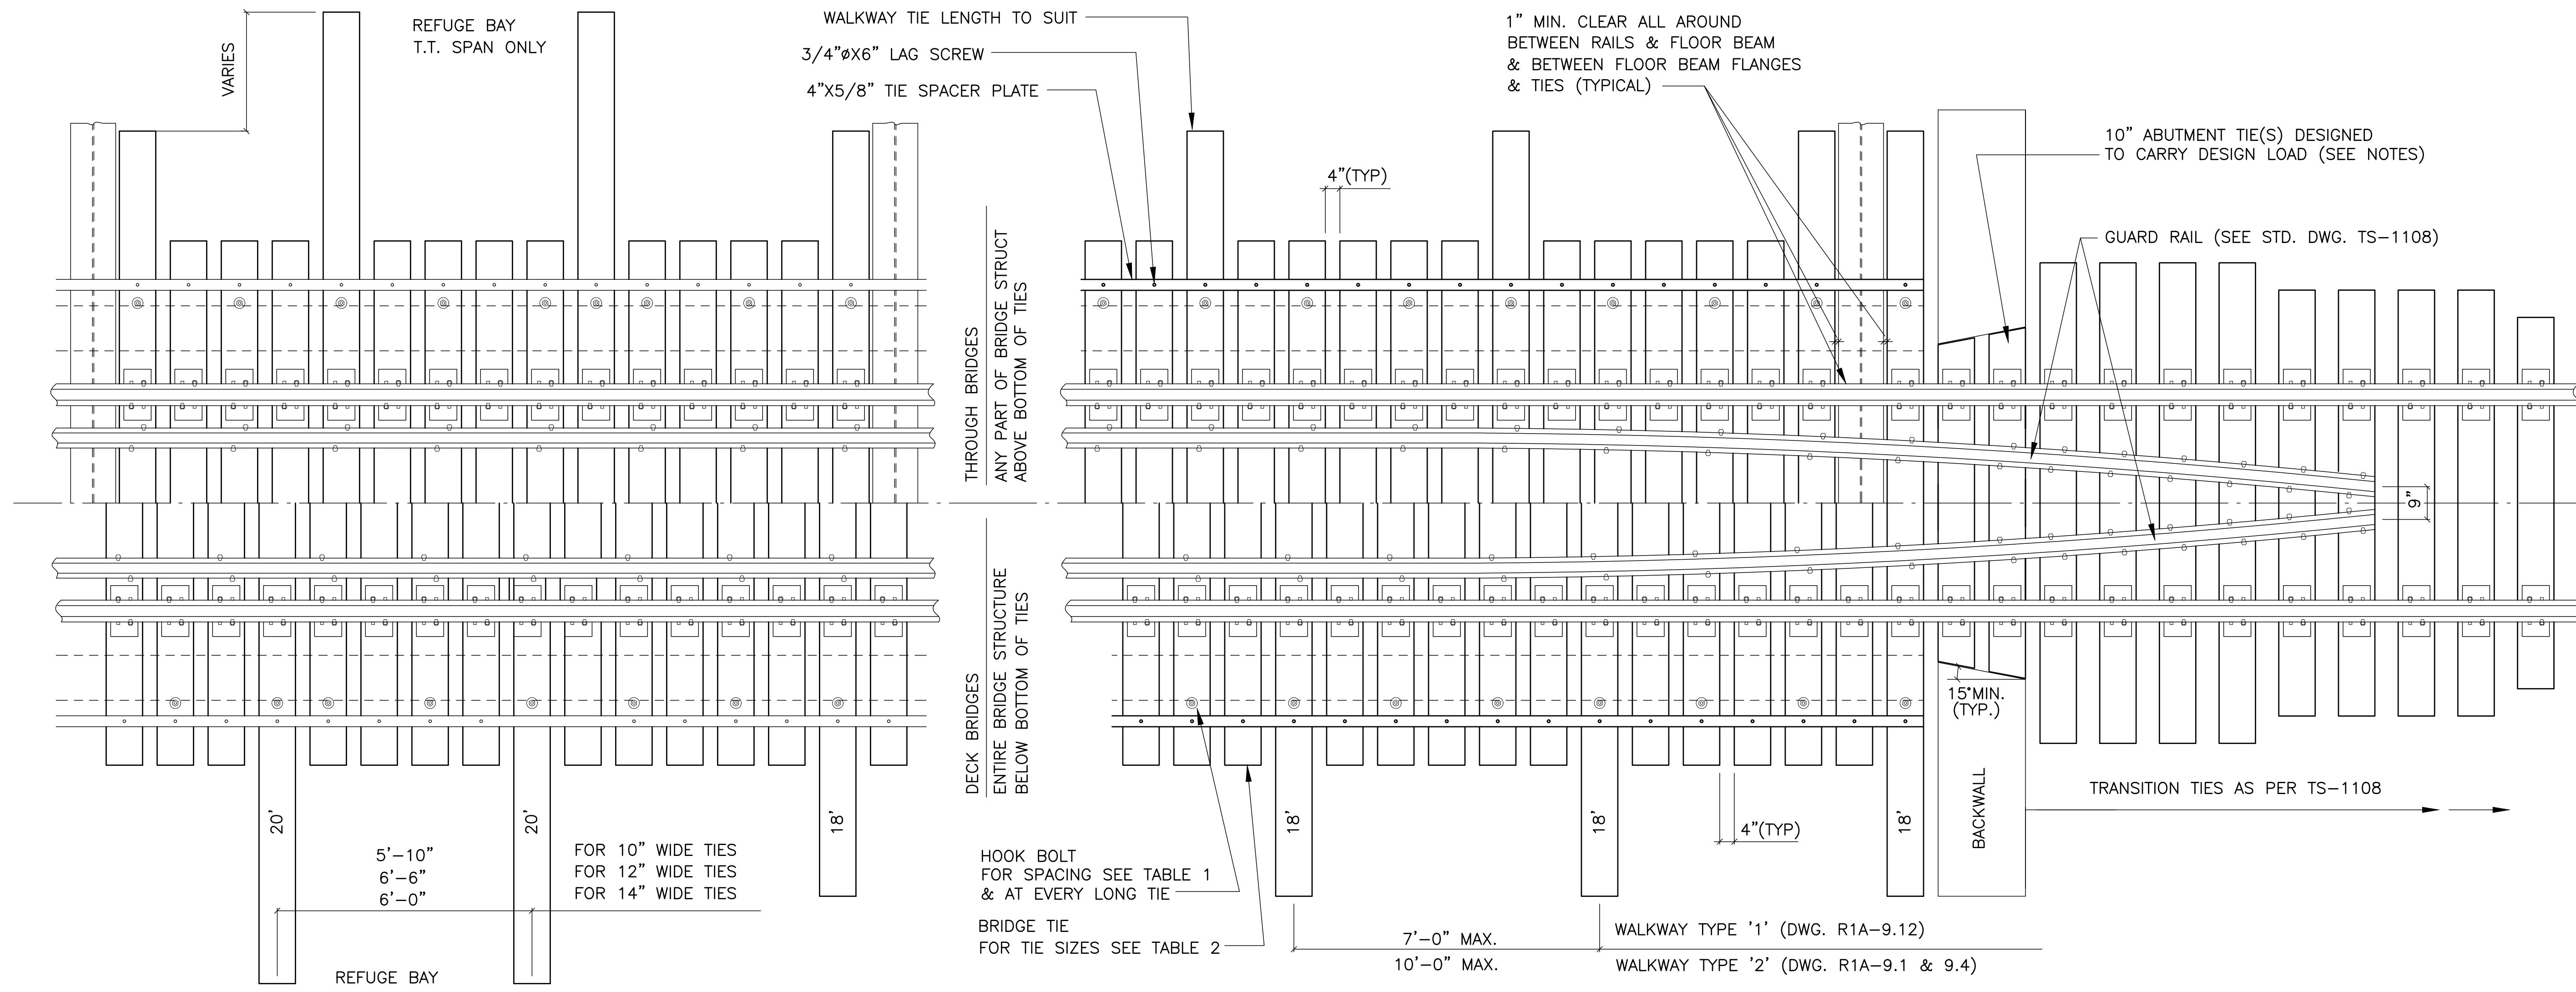 REFUGE BAY
T.T. SPAN ONLY
VARIES
WALKWAY TIE LENGTH TO SUIT
3/4"øX6" LAG SCREW
4"X5/8" TIE SPACER PLATE
1" MIN. CLEAR ALL AROUND
BETWEEN RAILS & FLOOR BEAM
& BETWEEN FLOOR BEAM FLANGES
& TIES (TYPICAL)
10" ABUTMENT TIE(S) DESIGNED
TO CARRY DESIGN LOAD (SEE NOTES)
4"(TYP)
GUARD RAIL (SEE STD. DWG. TS-1108)
THROUGH BRIDGES
ANY PART OF BRIDGE STRUCT
ABOVE BOTTOM OF TIES
9"
DECK BRIDGES
ENTIRE BRIDGE STRUCTURE
BELOW BOTTOM OF TIES
15°MIN.
(TYP.)
BACKWALL
TRANSITION TIES AS PER TS-1108
20'
20'
18'
18'
18'
18'
4"(TYP)
5'-10"
6'-6"
6'-0"
FOR 10" WIDE TIES
FOR 12" WIDE TIES
FOR 14" WIDE TIES
HOOK BOLT
FOR SPACING SEE TABLE 1
& AT EVERY LONG TIE
BRIDGE TIE
FOR TIE SIZES SEE TABLE 2
7'-0" MAX.
10'-0" MAX.
WALKWAY TYPE '1' (DWG. R1A-9.12)
WALKWAY TYPE '2' (DWG. R1A-9.1 & 9.4)
REFUGE BAY